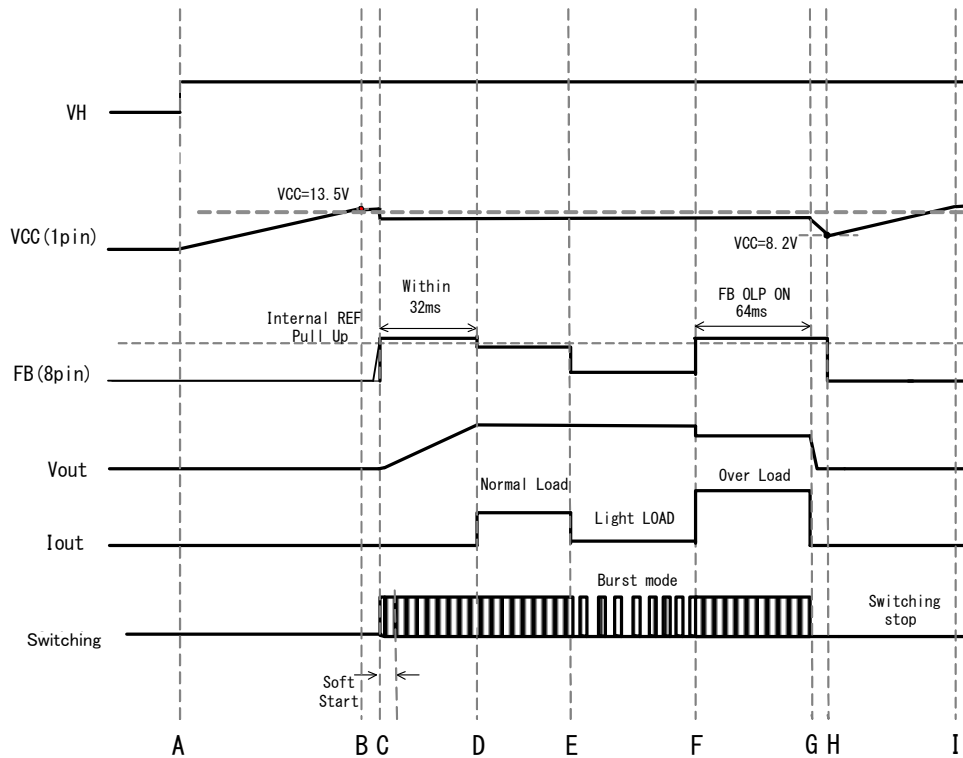 VH
VCC=13.5V
VCC(1pin)
VCC=8.2V
Within
32ms
FB OLP ON
64ms
Internal REF
Pull Up
FB(8pin)
Vout
Normal Load
Over Load
Light LOAD
Iout
Burst mode
Switching
stop
Switching
Soft
Start
A B C D E F G H I